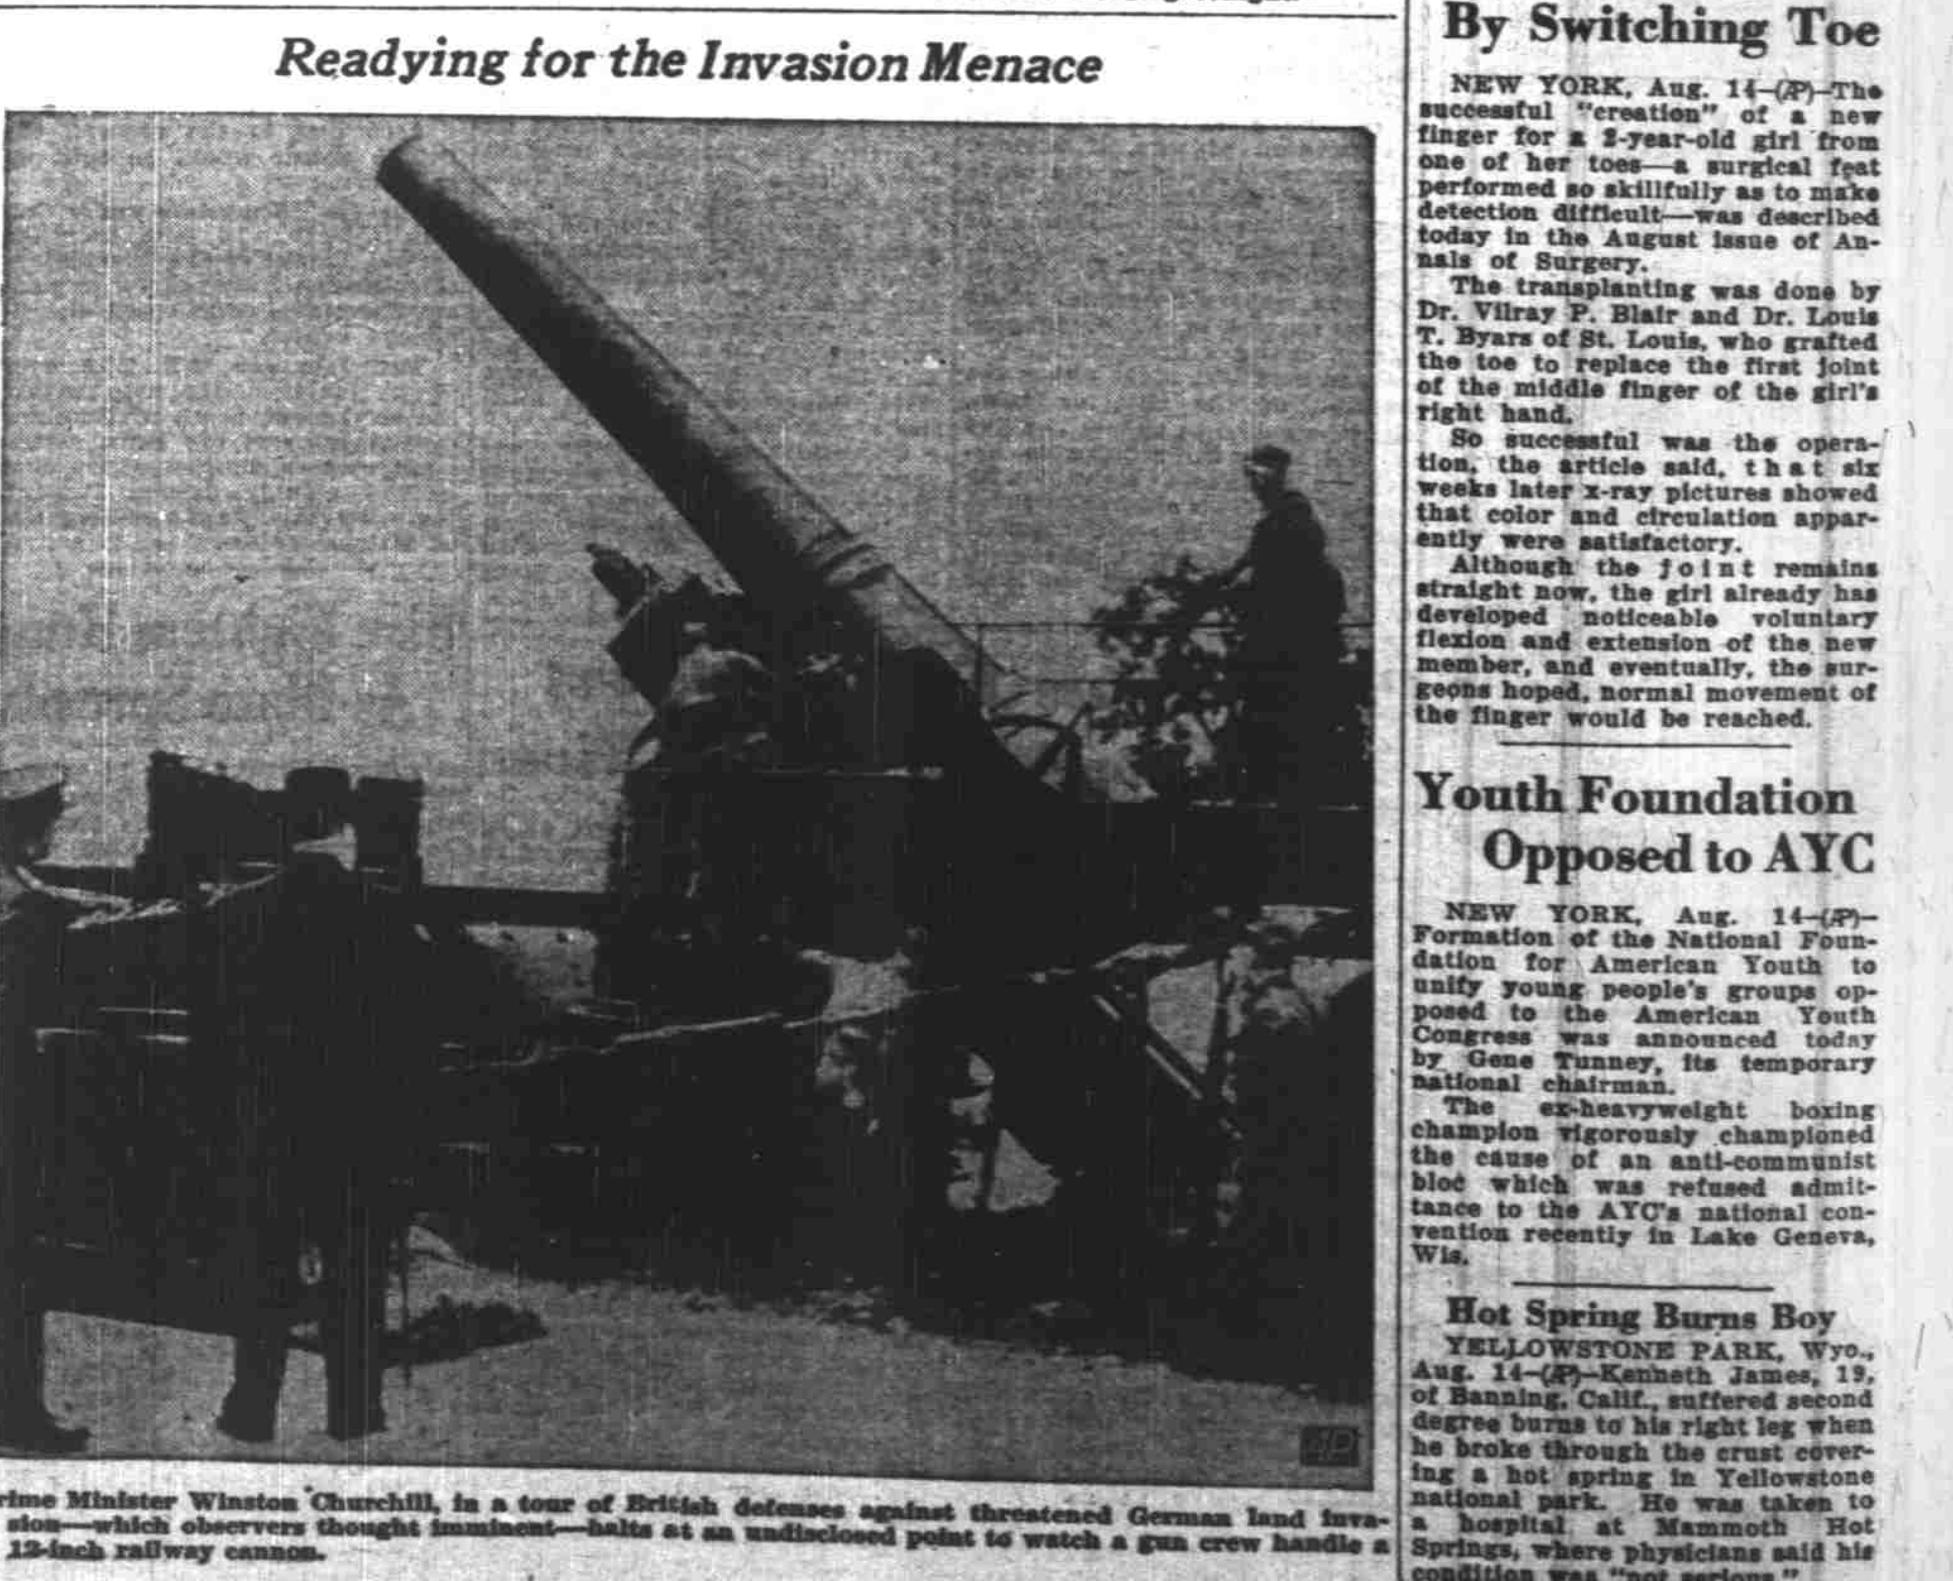 Readying for the Invasion Menace
AP
rime Minister Winston Churchill, in a tour of British defenses against threatened German land inva-
sion—which observers thought imminent—halts at an undisclosed point to watch a gun crew handle a
12-inch railway cannon.
By Switching Toe
NEW YORK, Aug. 14—(AP)—The
successful "creation" of a new
finger for a 2-year-old girl from
one of her toes—a surgical feat
performed so skillfully as to make
detection difficult—was described
today in the August issue of An-
nals of Surgery.
The transplanting was done by
Dr. Vilray P. Blair and Dr. Louis
T. Byars of St. Louis, who grafted
the toe to replace the first joint
of the middle finger of the girl's
right hand.
So successful was the opera-
tion, the article said, that six
weeks later x-ray pictures showed
that color and circulation appar-
ently were satisfactory.
Although the joint remains
straight now, the girl already has
developed noticeable voluntary
flexion and extension of the new
member, and eventually, the sur-
geons hoped, normal movement of
the finger would be reached.
Youth Foundation
Opposed to AYC
NEW YORK, Aug. 14—(AP)—
Formation of the National Foun-
dation for American Youth to
unify young people's groups op-
posed to the American Youth
Congress was announced today
by Gene Tunney, its temporary
national chairman.
The ex-heavyweight boxing
champion vigorously championed
the cause of an anti-communist
bloc which was refused admit-
tance to the AYC's national con-
vention recently in Lake Geneva,
Wis.
Hot Spring Burns Boy
YELLOWSTONE PARK, Wyo.,
Aug. 14—(AP)—Kenneth James, 19,
of Banning, Calif., suffered second
degree burns to his right leg when
he broke through the crust cover-
ing a hot spring in Yellowstone
national park. He was taken to
a hospital at Mammoth Hot
Springs, where physicians said his
condition was "not serious."